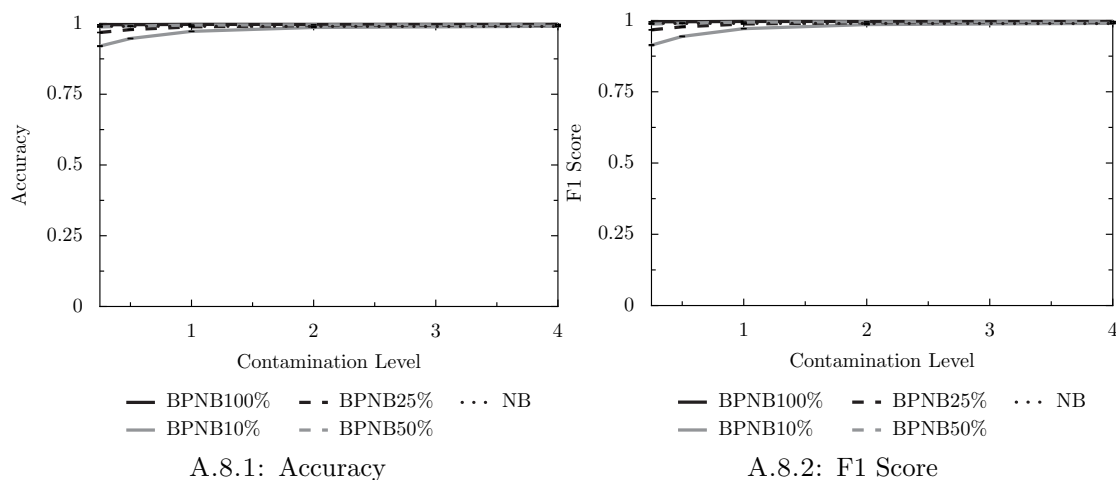 1
0.75
0.5
0.25
0
Accuracy
1 2 3 4
Contamination Level
BPNB100% BPNB25% NB
BPNB10% BPNB50%
A.8.1: Accuracy
1
0.75
0.5
0.25
0
F1 Score
1 2 3 4
Contamination Level
BPNB100% BPNB25% NB
BPNB10% BPNB50%
A.8.2: F1 Score